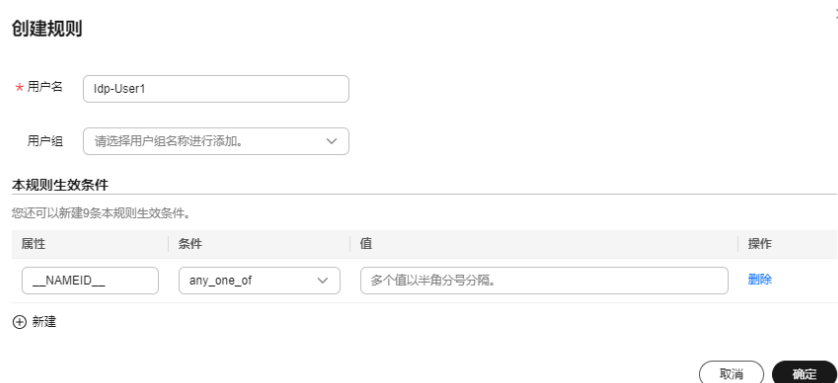 创建规则
* 用户名 Idp-User1
用户组 请选择用户组名称进行添加。
本规则生效条件
您还可以新建9条本规则生效条件。
属性 条件 值 操作
__NAMEID__ any_one_of 多个值以半角分号分隔。 删除
新建
取消 确定